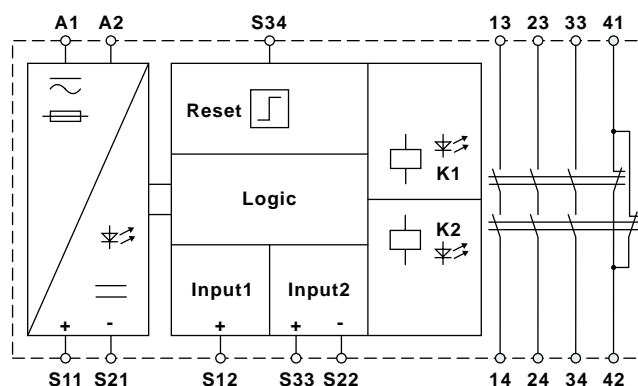 A1 A2 S34 13 23 33 41
Reset
K1
Logic
K2
Input1 Input2
+ - + + -
S11 S21 S12 S33 S22 14 24 34 42